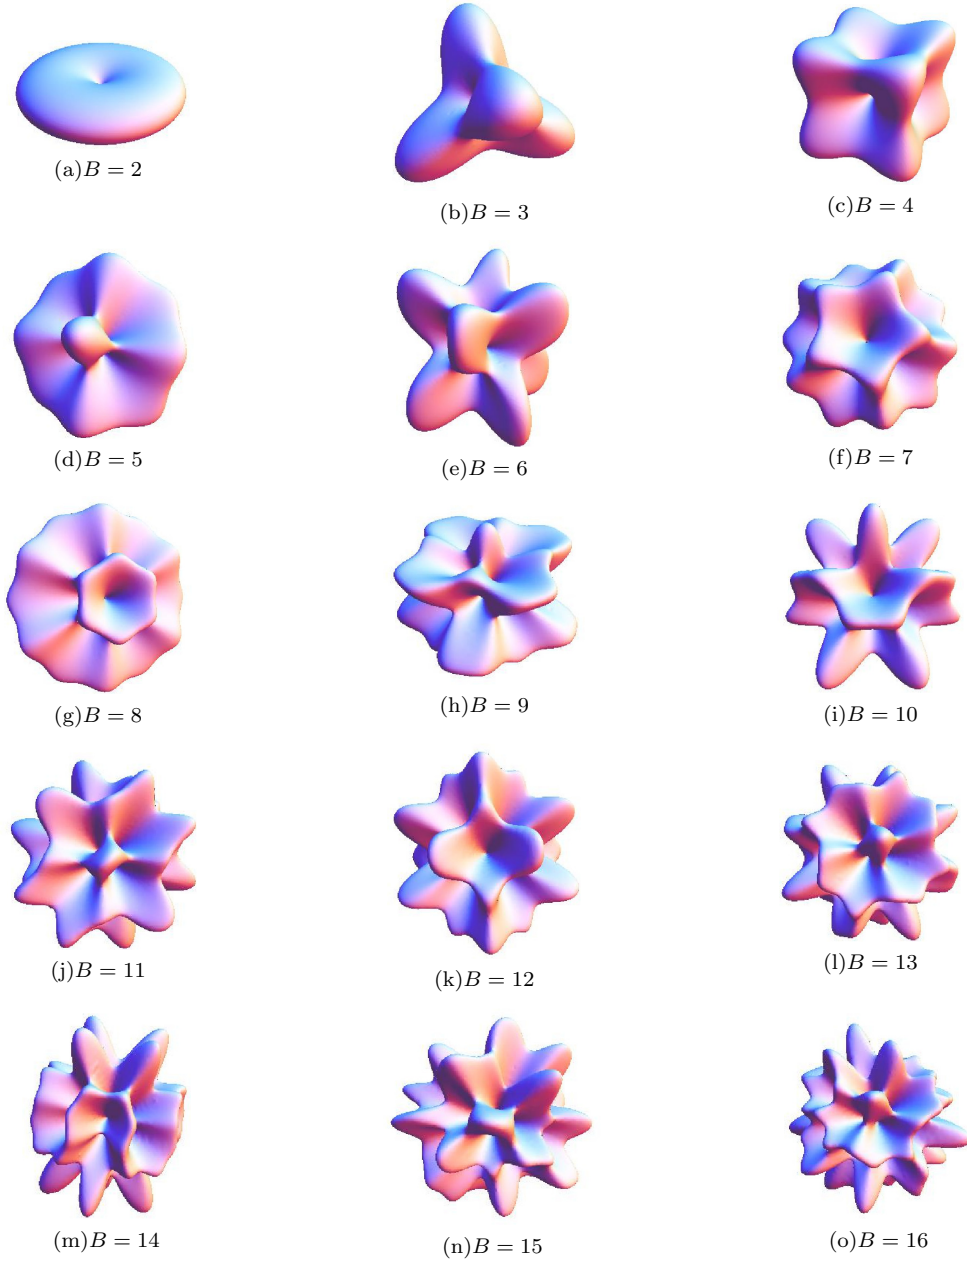 (a)B = 2
(b)B = 3
(c)B = 4
(d)B = 5
(e)B = 6
(f)B = 7
(g)B = 8
(h)B = 9
(i)B = 10
(j)B = 11
(k)B = 12
(l)B = 13
(m)B = 14
(n)B = 15
(o)B = 16